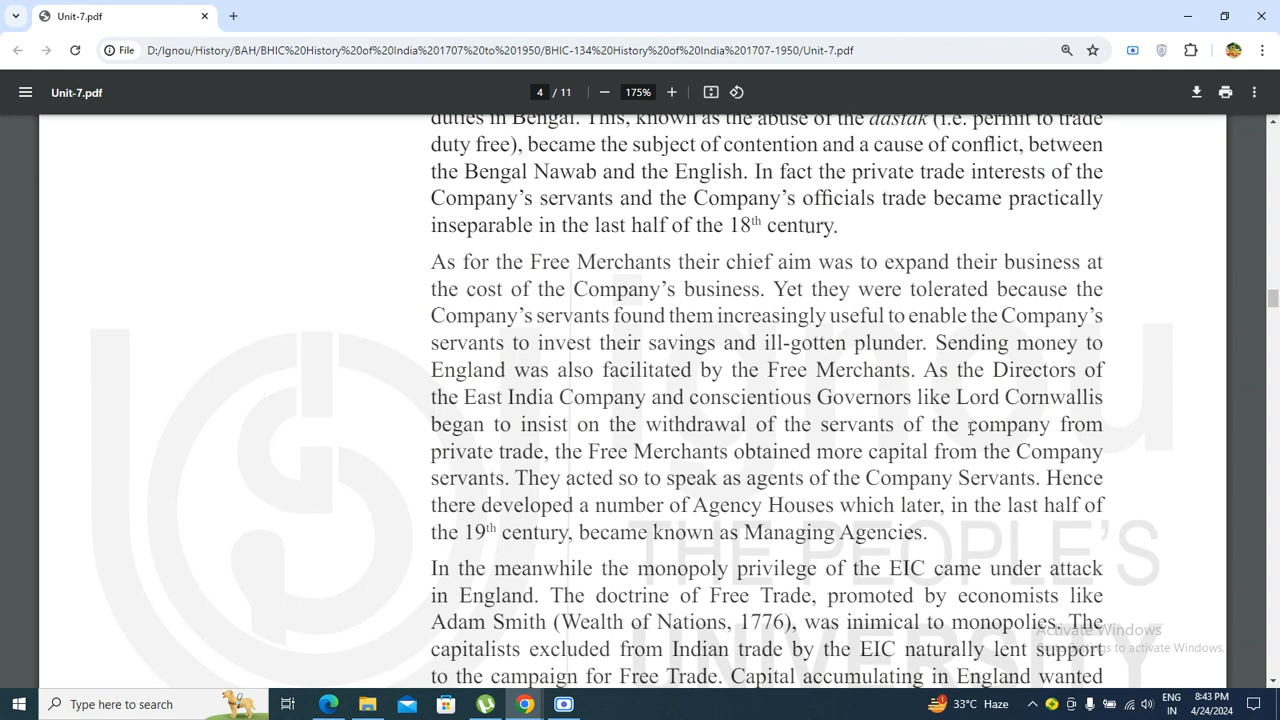 Unit-7.pdf
File
D:/Ignou/History/BAH/BHIC%20History%20of%20India%201707%20to%201950/BHIC-134%20History%20of%20India%201707-1950/Unit-7.pdf
Unit-7.pdf
4 / 11
175%
duties in Bengal. This, known as the abuse of the dastak (i.e. permit to trade
duty free), became the subject of contention and a cause of conflict, between
the Bengal Nawab and the English. In fact the private trade interests of the
Company’s servants and the Company’s officials trade became practically
inseparable in the last half of the 18th century.
As for the Free Merchants their chief aim was to expand their business at
the cost of the Company’s business. Yet they were tolerated because the
Company’s servants found them increasingly useful to enable the Company’s
servants to invest their savings and ill-gotten plunder. Sending money to
England was also facilitated by the Free Merchants. As the Directors of
the East India Company and conscientious Governors like Lord Cornwallis
began to insist on the withdrawal of the servants of the company from
private trade, the Free Merchants obtained more capital from the Company
servants. They acted so to speak as agents of the Company Servants. Hence
there developed a number of Agency Houses which later, in the last half of
the 19th century, became known as Managing Agencies.
In the meanwhile the monopoly privilege of the EIC came under attack
in England. The doctrine of Free Trade, promoted by economists like
Adam Smith (Wealth of Nations, 1776), was inimical to monopolies. The
capitalists excluded from Indian trade by the EIC naturally lent support
to the campaign for Free Trade. Capital accumulating in England wanted
ignou
THE PEOPLE'S
UNIVERSITY
Activate Windows
Go to Settings to activate Windows.
Type here to search
33°C Haze
ENG
IN
8:43 PM
4/24/2024